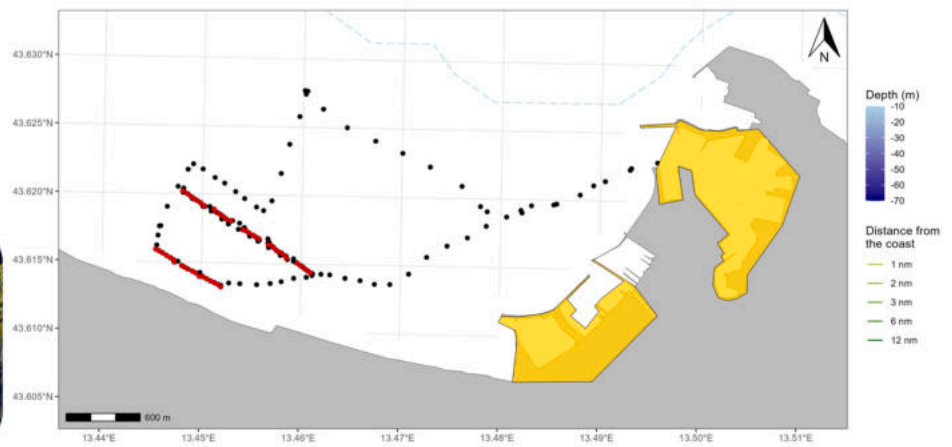 43.630°N
43.625°N
43.620°N
43.615°N
43.610°N
43.605°N
N
600 m
13.44°E
13.45°E
13.46°E
13.47°E
13.48°E
13.49°E
13.50°E
13.51°E
Depth (m)
-10
-20
-30
-40
-50
-60
-70
Distance from
the coast
1 nm
2 nm
3 nm
6 nm
12 nm